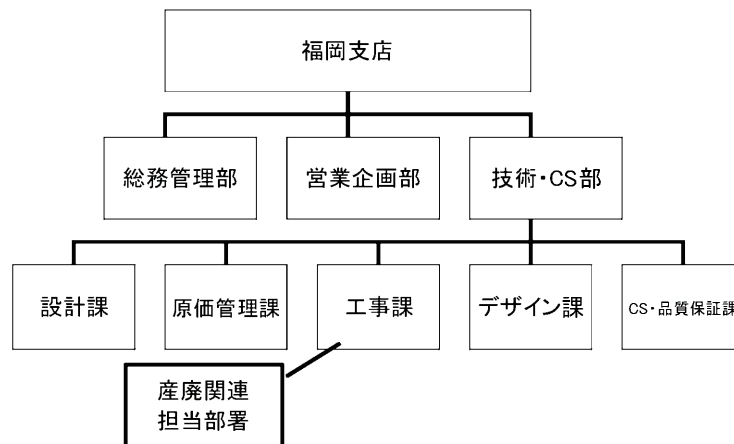 福岡支店
総務管理部
営業企画部
技術・CS部
設計課
原価管理課
工事課
デザイン課
CS・品質保証課
産廃関連
担当部署